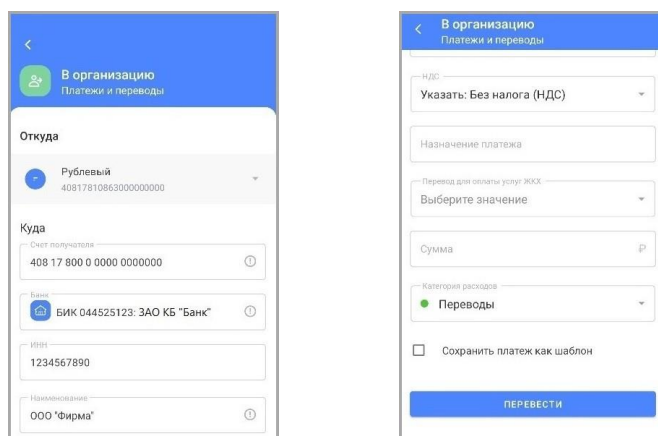 В организацию
Платежи и переводы
Откуда
Рублевый
40817810863000000000
Куда
Счет получателя
408 17 800 0 0000 0000000
Банк
БИК 044525123: ЗАО КБ "Банк"
ИНН
1234567890
Наименование
ООО "Фирма"
В организацию
Платежи и переводы
НДС
Указать: Без налога (НДС)
Назначение платежа
Перевод для оплаты услуг ЖКХ
Выберите значение
Сумма ₽
Категория расходов
Переводы
Сохранить платеж как шаблон
ПЕРЕВЕСТИ